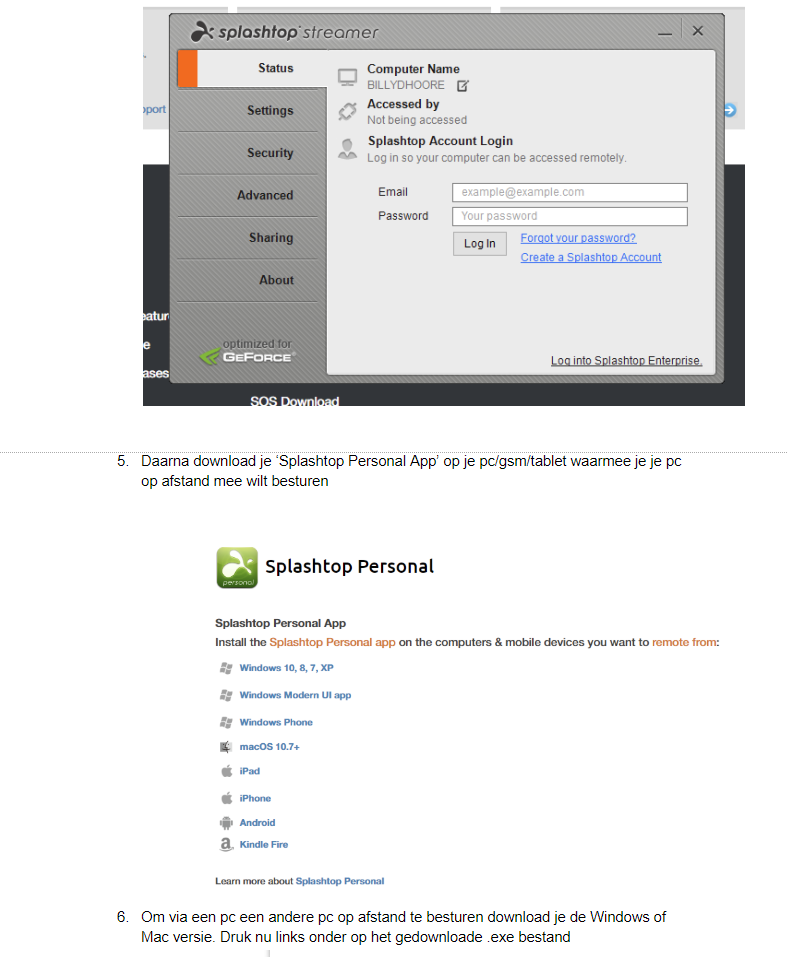 splashtop streamer
Status
Computer Name
BILLYDHOORE
Settings
Accessed by
Not being accessed
Security
Splashtop Account Login
Log in so your computer can be accessed remotely.
Advanced
Email
example@example.com
Password
Your password
Sharing
Log In
Forgot your password?
Create a Splashtop Account
About
optimized for
GEFORCE
Log into Splashtop Enterprise.
SOS Download
5. Daarna download je ‘Splashtop Personal App’ op je pc/gsm/tablet waarmee je je pc
op afstand mee wilt besturen
personal
Splashtop Personal
Splashtop Personal App
Install the Splashtop Personal app on the computers & mobile devices you want to remote from:
Windows 10, 8, 7, XP
Windows Modern UI app
Windows Phone
macOS 10.7+
iPad
iPhone
Android
Kindle Fire
Learn more about Splashtop Personal
6. Om via een pc een andere pc op afstand te besturen download je de Windows of
Mac versie. Druk nu links onder op het gedownloade .exe bestand